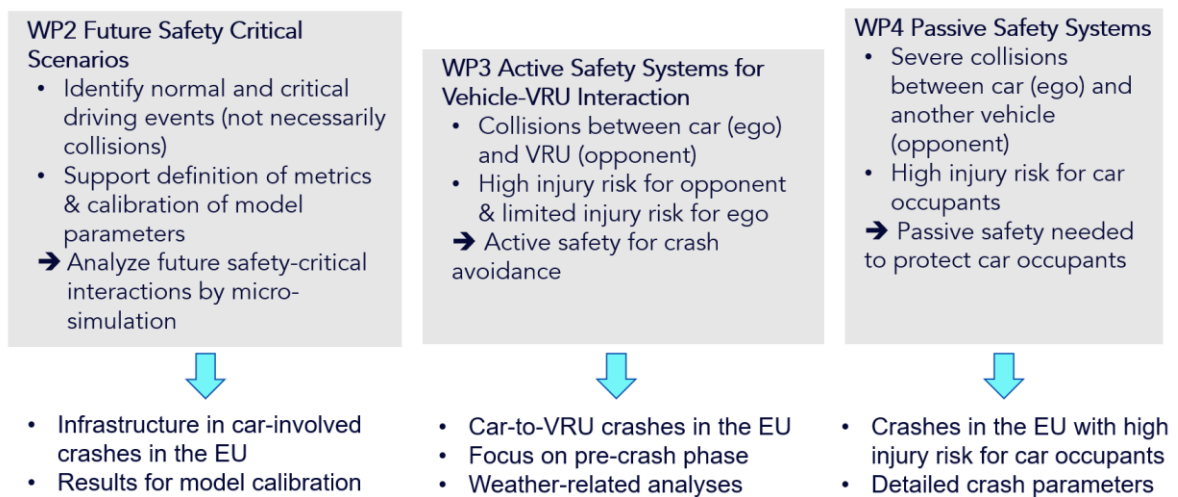 WP2 Future Safety Critical
Scenarios
• Identify normal and critical
driving events (not necessarily
collisions)
• Support definition of metrics
& calibration of model
parameters
➔ Analyze future safety-critical
interactions by micro-
simulation
• Infrastructure in car-involved
crashes in the EU
• Results for model calibration
WP3 Active Safety Systems for
Vehicle-VRU Interaction
• Collisions between car (ego)
and VRU (opponent)
• High injury risk for opponent
& limited injury risk for ego
➔ Active safety for crash
avoidance
• Car-to-VRU crashes in the EU
• Focus on pre-crash phase
• Weather-related analyses
WP4 Passive Safety Systems
• Severe collisions
between car (ego) and
another vehicle
(opponent)
• High injury risk for car
occupants
➔ Passive safety needed
to protect car occupants
• Crashes in the EU with high
injury risk for car occupants
• Detailed crash parameters